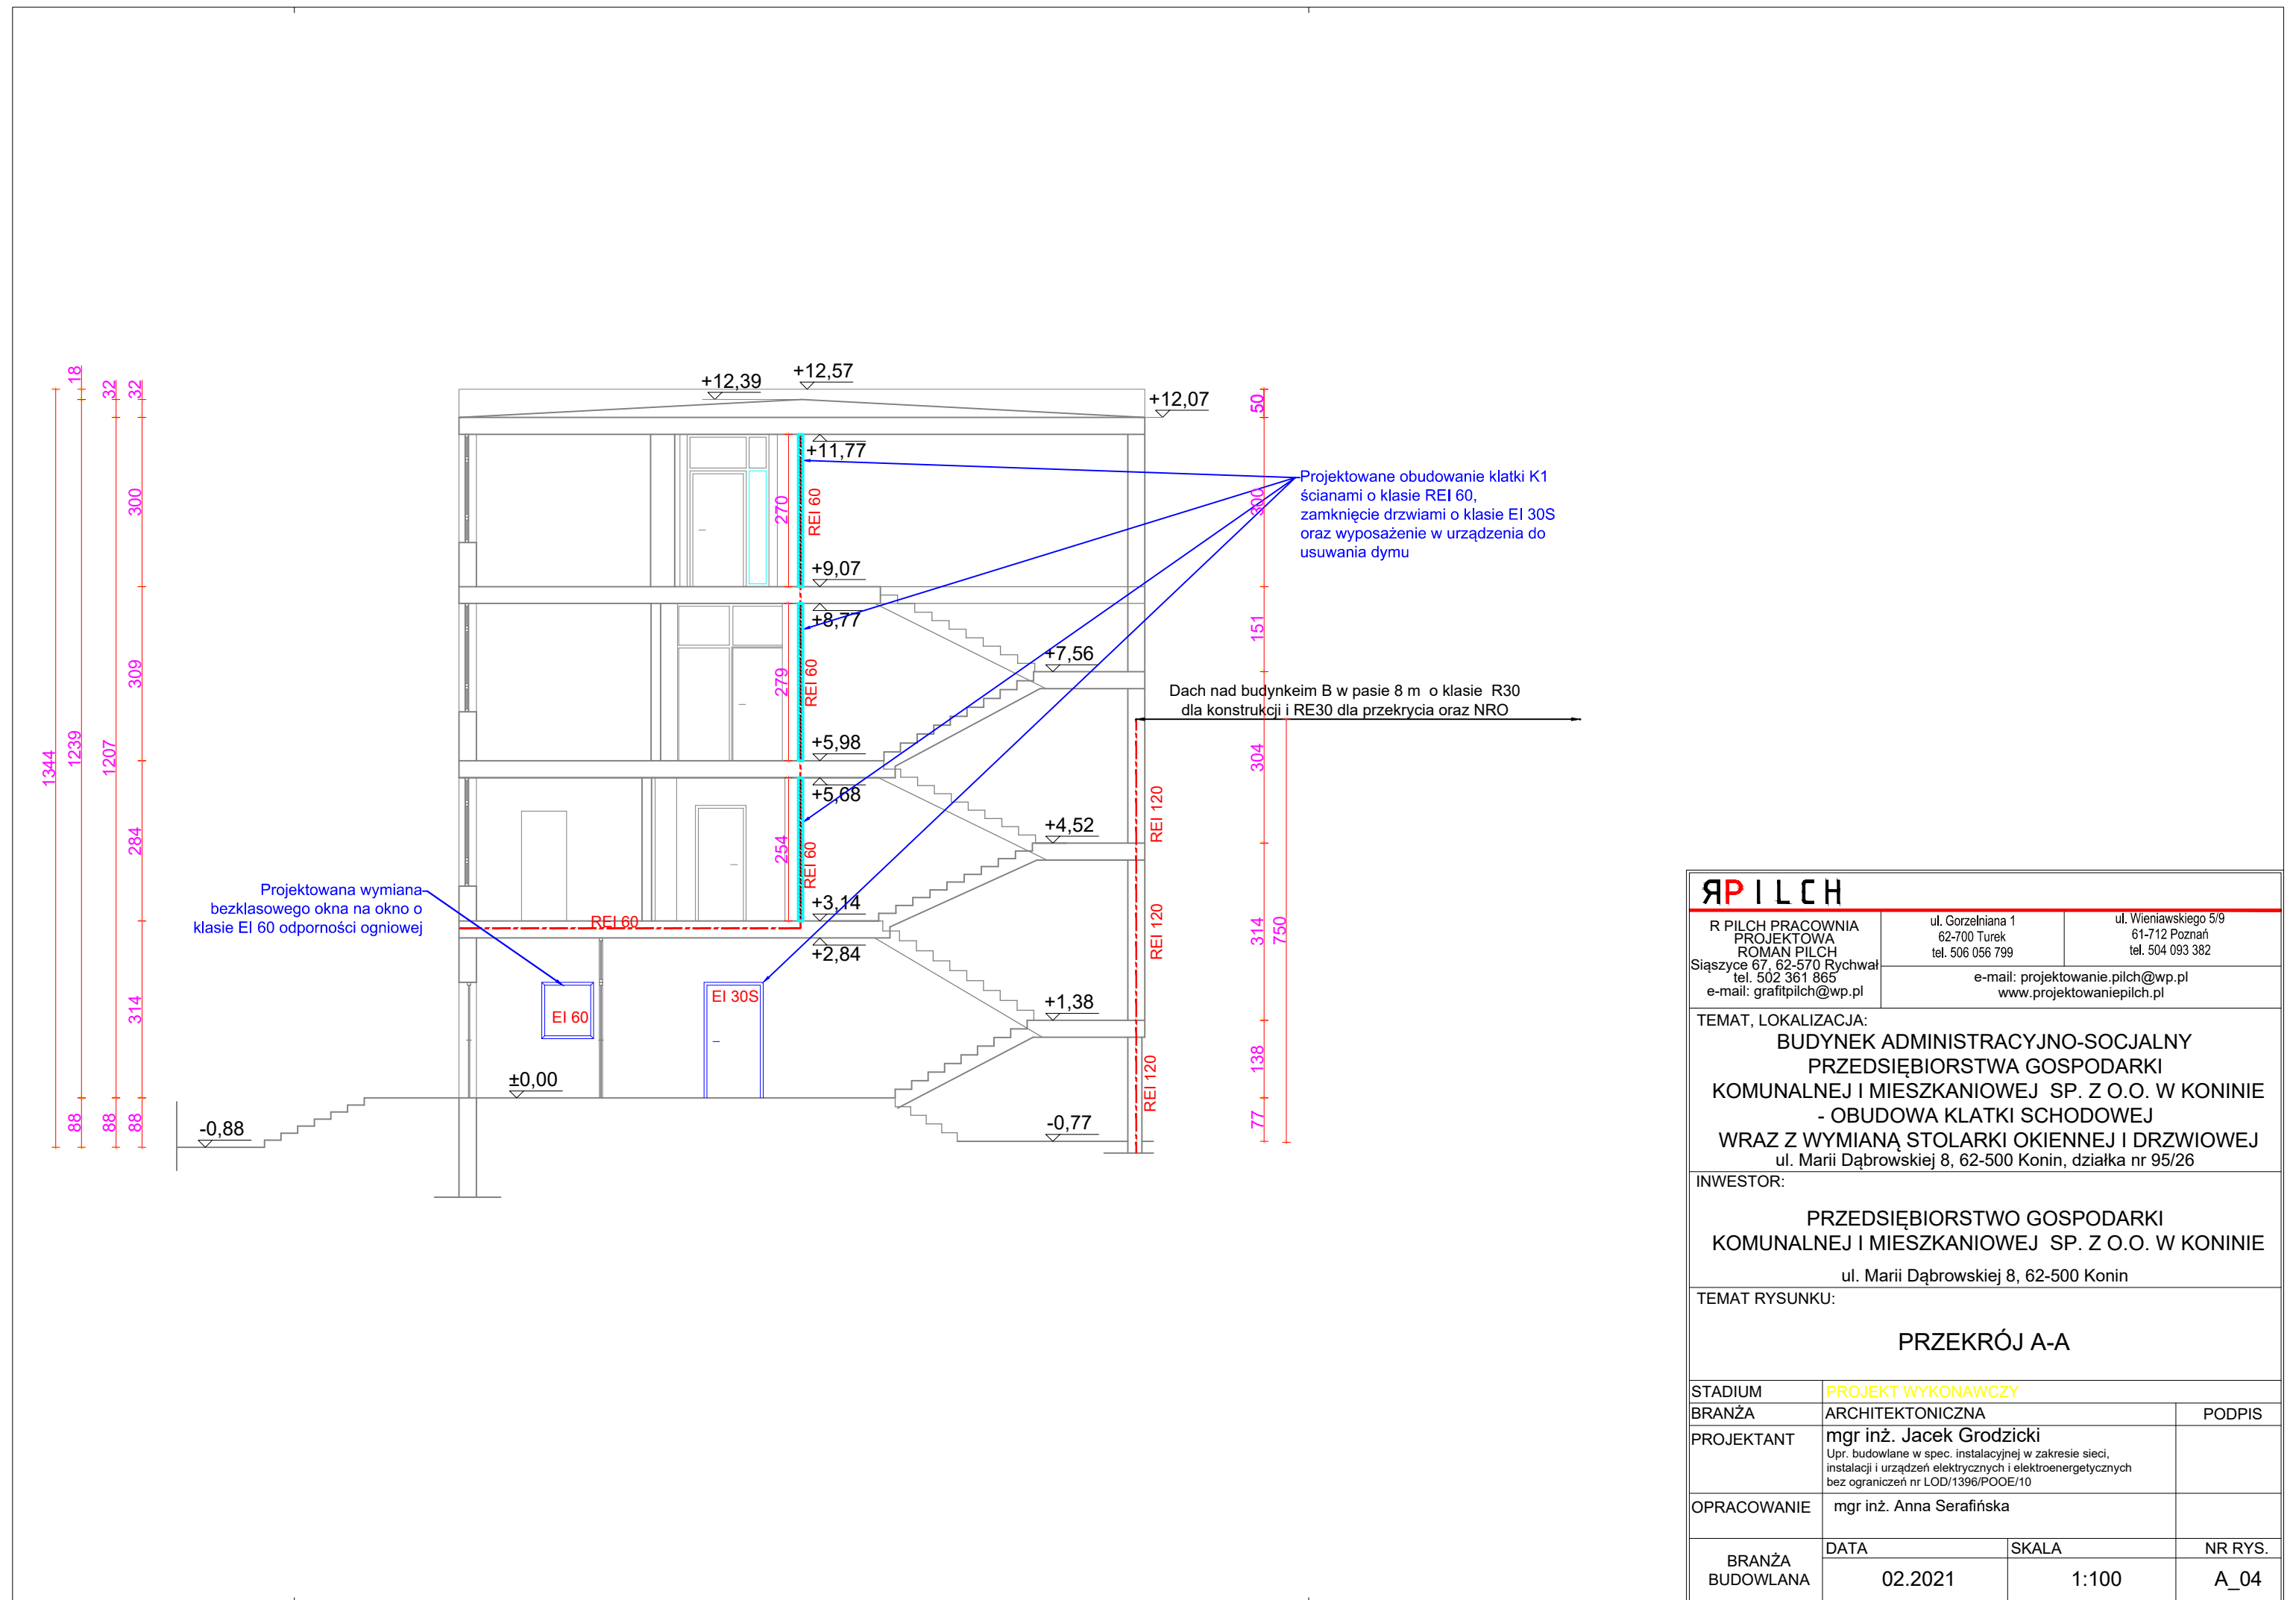 18
32
32
+12,39
+12,57
+12,07
50
+11,77
300
270
REI 60
300
Projektowane obudowanie klatki K1
ścianami o klasie REI 60,
zamknięcie drzwiami o klasie EI 30S
oraz wyposażenie w urządzenia do
usuwania dymu
+9,07
+8,77
151
+7,56
309
279
REI 60
Dach nad budynkeim B w pasie 8 m o klasie R30
dla konstrukcji i RE30 dla przekrycia oraz NRO
1344
1239
1207
+5,98
304
+5,68
REI 120
+4,52
284
254
REI 60
Projektowana wymiana
bezklasowego okna na okno o
klasie EI 60 odporności ogniowej
+3,14
REI 60
+2,84
REI 120
314
750
314
EI 60
EI 30S
+1,38
138
REI 120
±0,00
88
88
88
-0,88
-0,77
77
RPILCH
R PILCH PRACOWNIA
PROJEKTOWA
ROMAN PILCH
Siąszyce 67, 62-570 Rychwał
tel. 502 361 865
e-mail: grafitpilch@wp.pl
ul. Gorzelniana 1
62-700 Turek
tel. 506 056 799
ul. Wieniawskiego 5/9
61-712 Poznań
tel. 504 093 382
e-mail: projektowanie.pilch@wp.pl
www.projektowaniepilch.pl
TEMAT, LOKALIZACJA:
BUDYNEK ADMINISTRACYJNO-SOCJALNY
PRZEDSIĘBIORSTWA GOSPODARKI
KOMUNALNEJ I MIESZKANIOWEJ SP. Z O.O. W KONINIE
- OBUDOWA KLATKI SCHODOWEJ
WRAZ Z WYMIANĄ STOLARKI OKIENNEJ I DRZWIOWEJ
ul. Marii Dąbrowskiej 8, 62-500 Konin, działka nr 95/26
INWESTOR:
PRZEDSIĘBIORSTWO GOSPODARKI
KOMUNALNEJ I MIESZKANIOWEJ SP. Z O.O. W KONINIE
ul. Marii Dąbrowskiej 8, 62-500 Konin
TEMAT RYSUNKU:
PRZEKRÓJ A-A
STADIUM
PROJEKT WYKONAWCZY
BRANŻA
ARCHITEKTONICZNA
PODPIS
PROJEKTANT
mgr inż. Jacek Grodzicki
Upr. budowlane w spec. instalacyjnej w zakresie sieci,
instalacji i urządzeń elektrycznych i elektroenergetycznych
bez ograniczeń nr LOD/1396/POOE/10
OPRACOWANIE
mgr inż. Anna Serafińska
BRANŻA
BUDOWLANA
DATA
02.2021
SKALA
1:100
NR RYS.
A_04